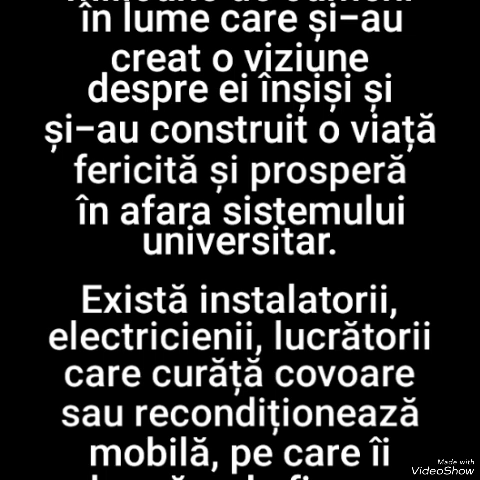 în lume care și-au
creat o viziune
despre ei înșiși și
și-au construit o viață
fericită și prosperă
în afara sistemului
universitar.
Există instalatorii,
electricienii, lucrătorii
care curăță covoare
sau recondiționează
mobilă, pe care îi
Made with
VideoShow